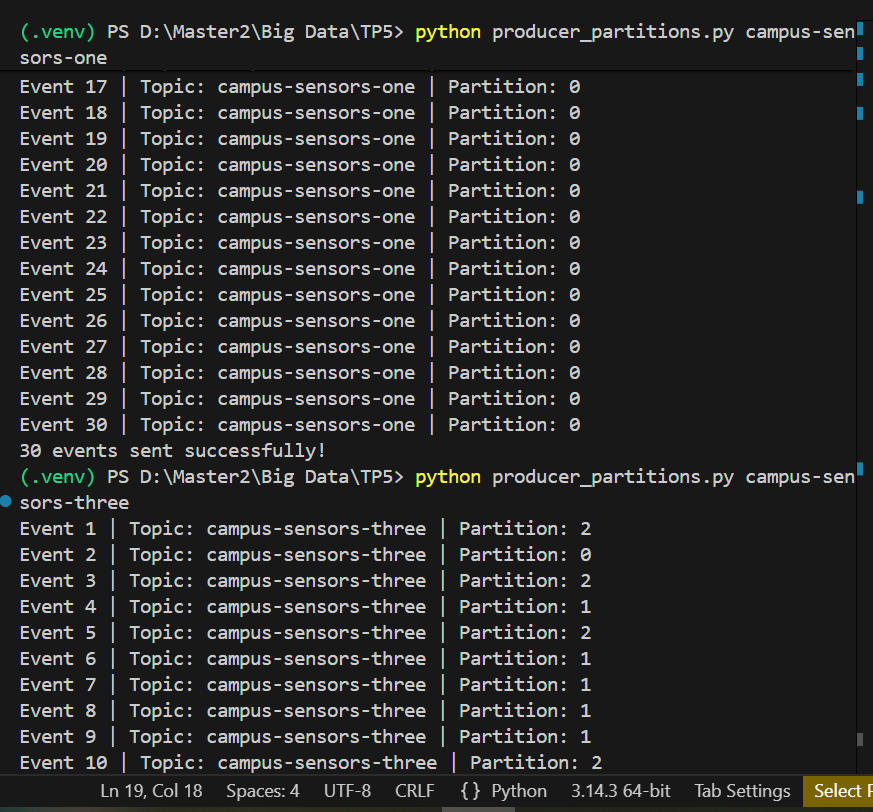 (.venv) PS D:\Master2\Big Data\TP5> python producer_partitions.py campus-sen
sors-one
Event 17 | Topic: campus-sensors-one | Partition: 0
Event 18 | Topic: campus-sensors-one | Partition: 0
Event 19 | Topic: campus-sensors-one | Partition: 0
Event 20 | Topic: campus-sensors-one | Partition: 0
Event 21 | Topic: campus-sensors-one | Partition: 0
Event 22 | Topic: campus-sensors-one | Partition: 0
Event 23 | Topic: campus-sensors-one | Partition: 0
Event 24 | Topic: campus-sensors-one | Partition: 0
Event 25 | Topic: campus-sensors-one | Partition: 0
Event 26 | Topic: campus-sensors-one | Partition: 0
Event 27 | Topic: campus-sensors-one | Partition: 0
Event 28 | Topic: campus-sensors-one | Partition: 0
Event 29 | Topic: campus-sensors-one | Partition: 0
Event 30 | Topic: campus-sensors-one | Partition: 0
30 events sent successfully!
(.venv) PS D:\Master2\Big Data\TP5> python producer_partitions.py campus-sen
sors-three
Event 1 | Topic: campus-sensors-three | Partition: 2
Event 2 | Topic: campus-sensors-three | Partition: 0
Event 3 | Topic: campus-sensors-three | Partition: 2
Event 4 | Topic: campus-sensors-three | Partition: 1
Event 5 | Topic: campus-sensors-three | Partition: 2
Event 6 | Topic: campus-sensors-three | Partition: 1
Event 7 | Topic: campus-sensors-three | Partition: 1
Event 8 | Topic: campus-sensors-three | Partition: 1
Event 9 | Topic: campus-sensors-three | Partition: 1
Event 10 | Topic: campus-sensors-three | Partition: 2
Ln 19, Col 18 Spaces: 4 UTF-8 CRLF {} Python 3.14.3 64-bit Tab Settings Select